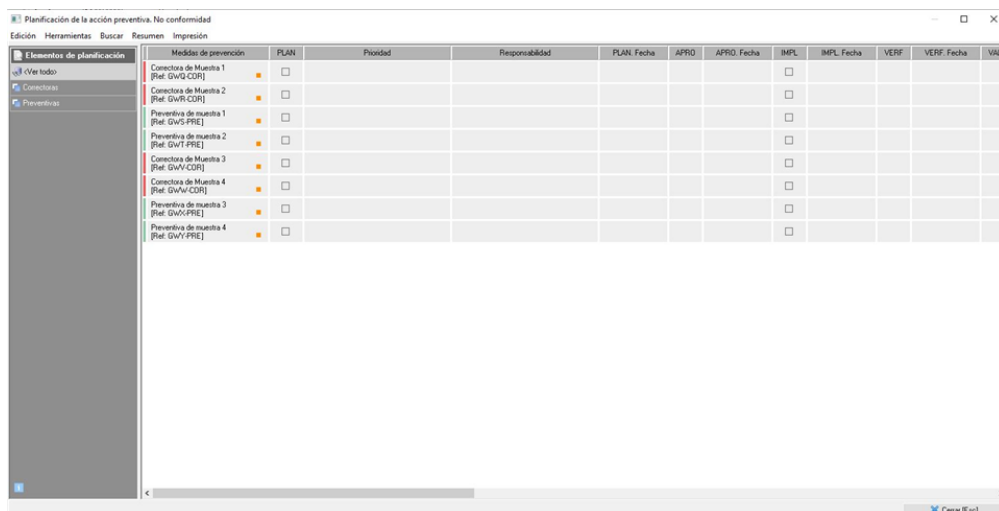 Planificación de la acción preventiva. No conformidad
Edición Herramientas Buscar Resumen Impresión
Elementos de planificación
<Ver todo>
Correctoras
Preventivas
Medidas de prevención PLAN Prioridad Responsabilidad PLAN. Fecha APRO APRO. Fecha IMPL IMPL. Fecha VERF VERF. Fecha
Correctora de Muestra 1
[Ref: GWQ-COR]
Correctora de Muestra 2
[Ref: GWR-COR]
Preventiva de muestra 1
[Ref: GWS-PRE]
Preventiva de muestra 2
[Ref: GWT-PRE]
Correctora de Muestra 3
[Ref: GWV-COR]
Correctora de Muestra 4
[Ref: GWW-COR]
Preventiva de muestra 3
[Ref: GWX-PRE]
Preventiva de muestra 4
[Ref: GWY-PRE]
Cerrar [Esc]